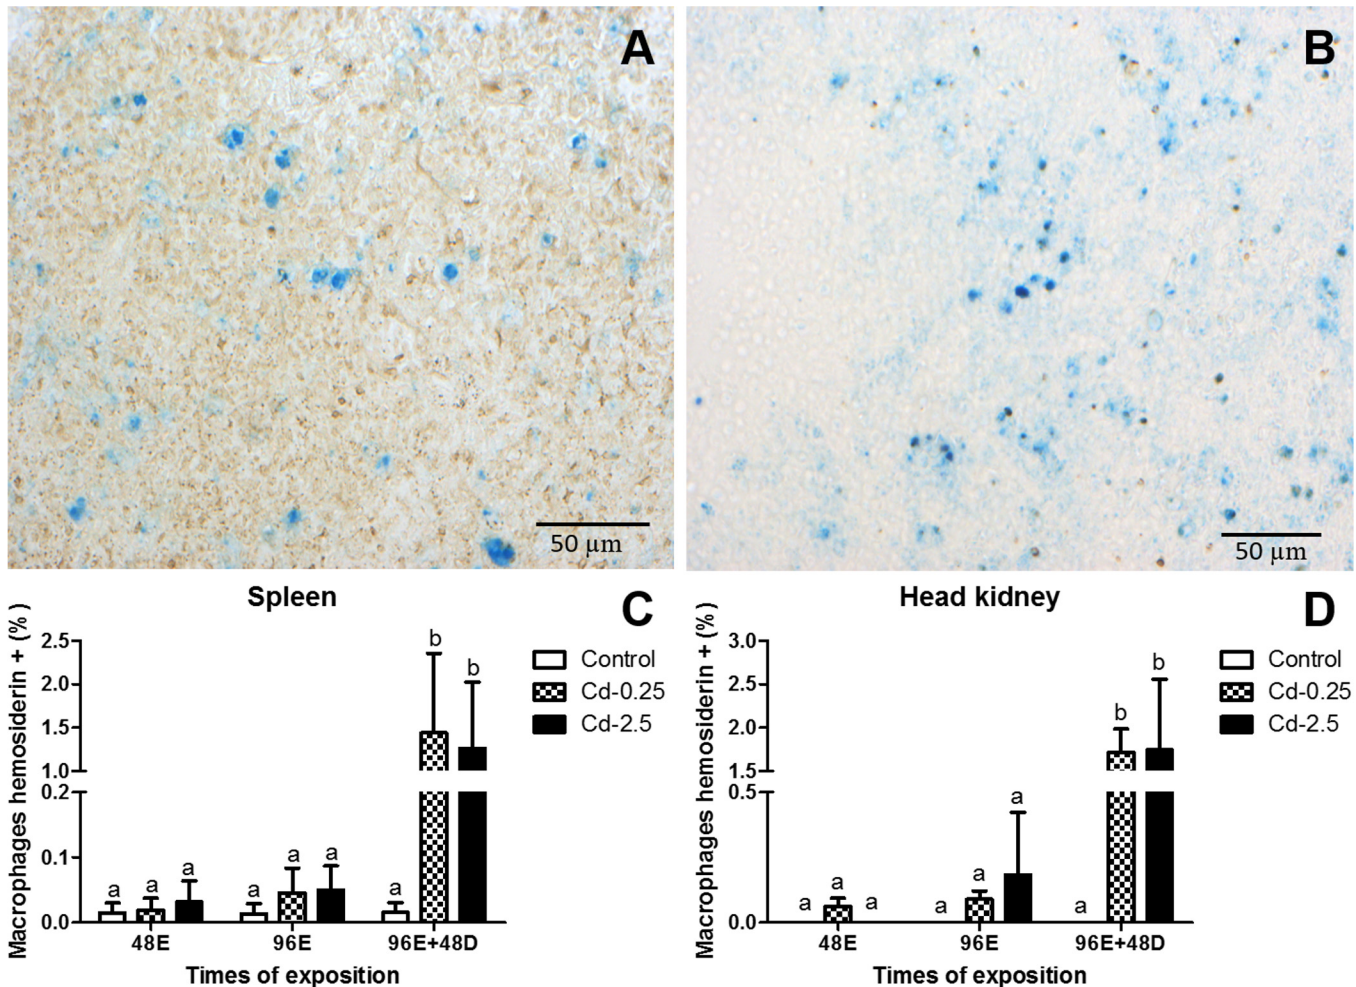 A
B
50 µm
50 µm
Spleen
C
Macrophages hemosiderin + (%)
2.5
2.0
1.5
1.0
0.2
0.1
0.0
a
a
a
a
a
a
a
b
b
48E
96E
96E+48D
Times of exposition
Control
Cd-0.25
Cd-2.5
Head kidney
D
Macrophages hemosiderin + (%)
3.0
2.5
2.0
1.5
0.5
0.0
a
a
a
a
a
a
a
b
b
48E
96E
96E+48D
Times of exposition
Control
Cd-0.25
Cd-2.5